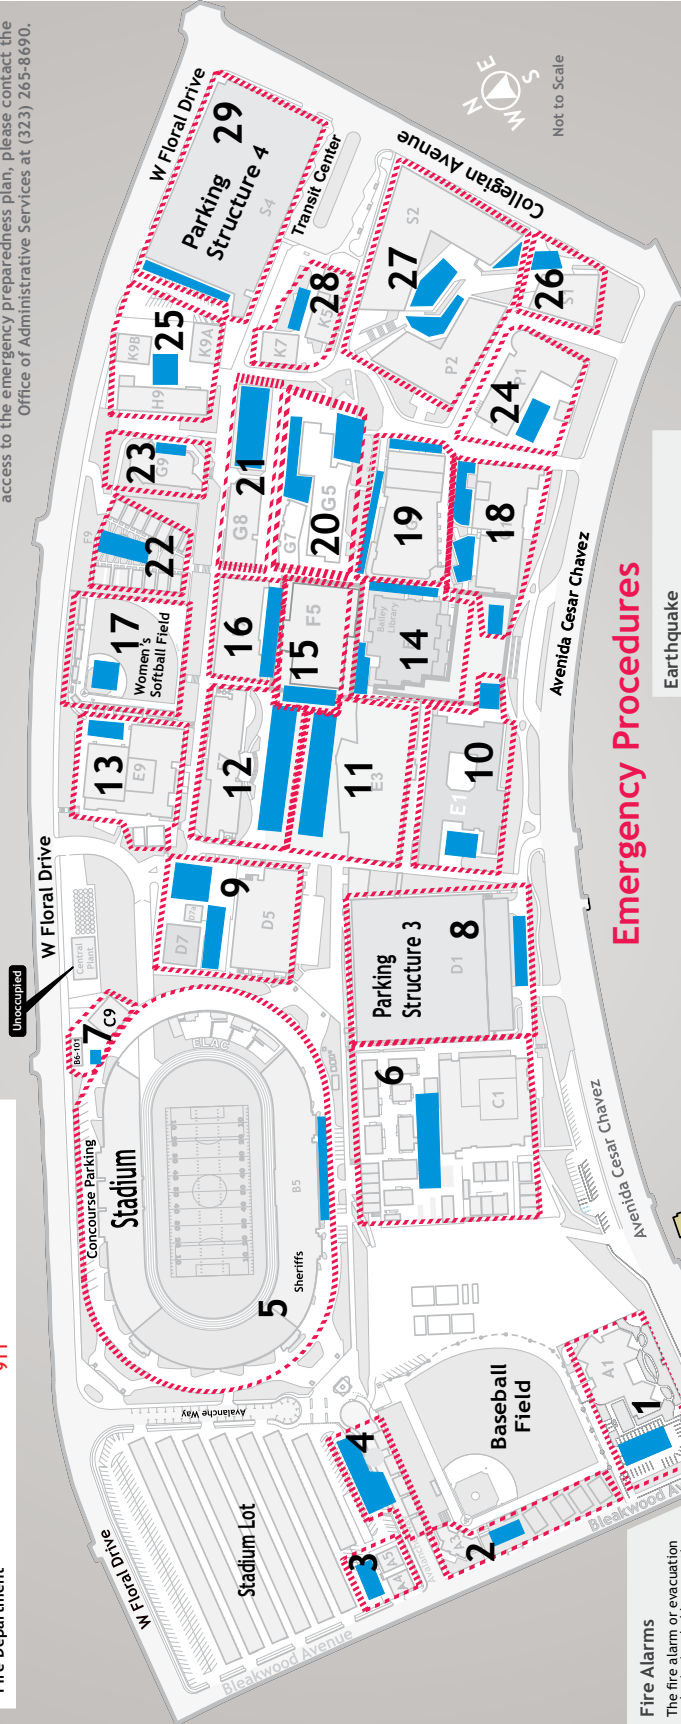 access to the emergency preparedness plan, please contact the
Office of Administrative Services at (323) 265-8690.
911
Fire Department
Unoccupied
W Floral Drive
W Floral Drive
W Floral Drive
Collegian Avenue
Transit Center
Not to Scale
N
E
S
W
29
Parking
Structure 4
S4
28
K7
K5
27
S2
P2
26
S1
25
K9B
K9A
H9
24
P1
23
G9
22
F9
21
G8
20
G7
G5
19
18
17
Women's
Softball Field
16
15
F5
14
Bailey
Library
13
E9
12
11
E3
10
E1
9
D7
D5
8
Parking
Structure 3
D1
7
C9
B6-101
Central
Plant
6
C1
5
Stadium
Concourse Parking
ELAC
B5
Sheriffs
Avalanche Way
4
3
A4
A5
2
1
A1
Baseball
Field
Stadium Lot
Bleakwood Avenue
Bleakwood Av
Avenida Cesar Chavez
Avenida Cesar Chavez
Emergency Procedures
Earthquake
Fire Alarms
The fire alarm or evacuation